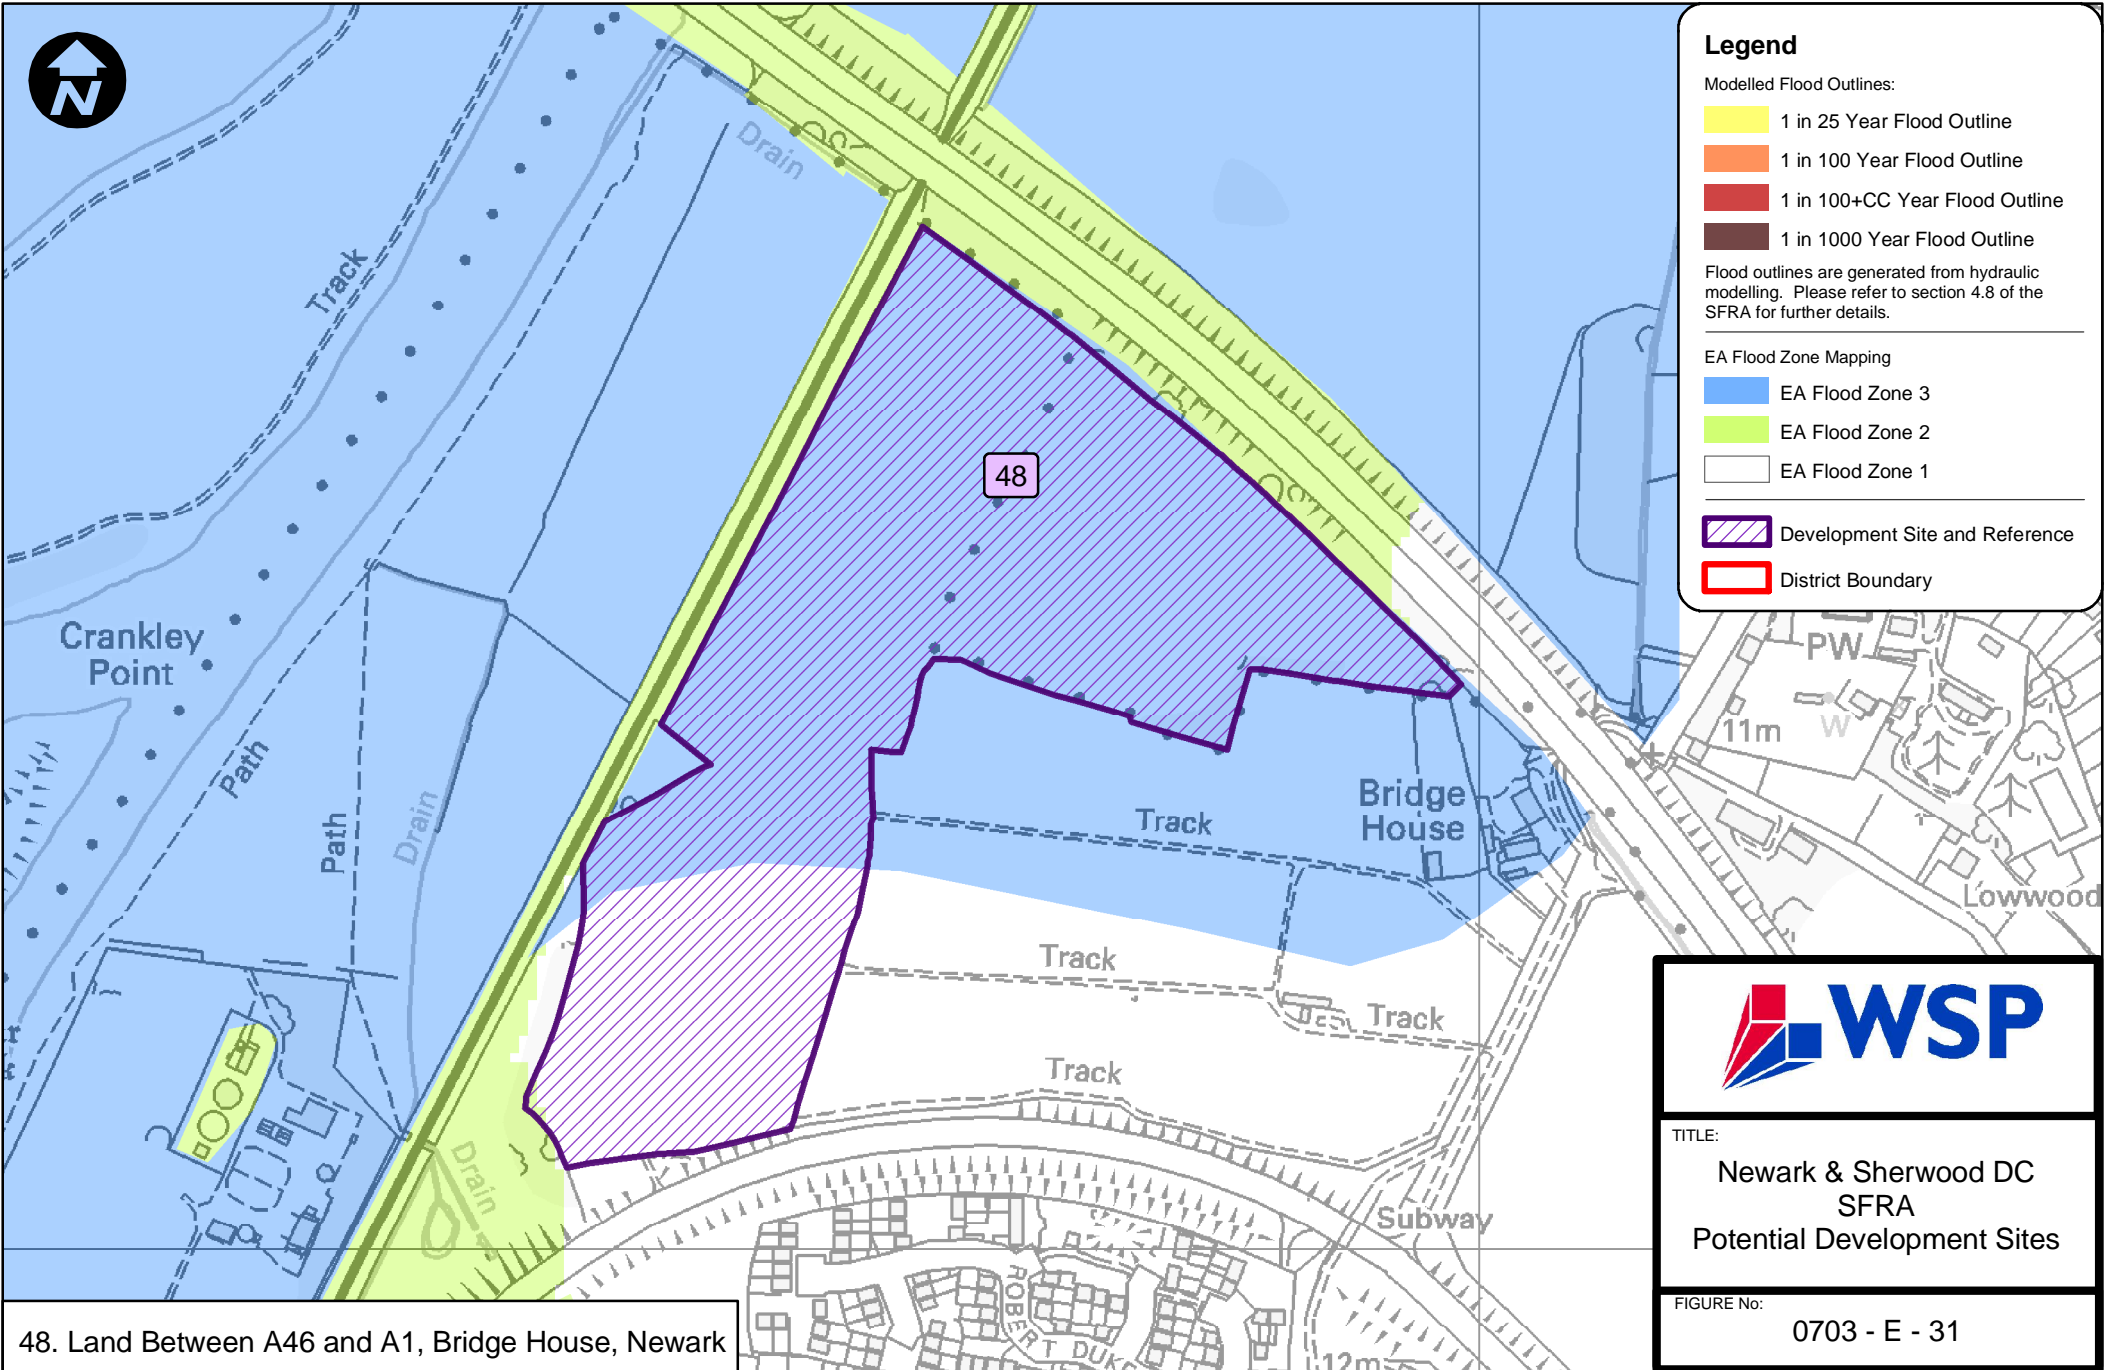 N
Legend
Modelled Flood Outlines:
1 in 25 Year Flood Outline
1 in 100 Year Flood Outline
1 in 100+CC Year Flood Outline
1 in 1000 Year Flood Outline
Flood outlines are generated from hydraulic
modelling. Please refer to section 4.8 of the
SFRA for further details.
EA Flood Zone Mapping
EA Flood Zone 3
EA Flood Zone 2
EA Flood Zone 1
Development Site and Reference
District Boundary
Drain
Track
48
Crankley
Point
Path
Path
Drain
PW
11m
W
Bridge
House
Track
Lowwood
Track
Track
Track
Drain
Subway
ROBERT DUKE
12m
WSP
TITLE:
Newark & Sherwood DC
SFRA
Potential Development Sites
FIGURE No:
0703 - E - 31
48. Land Between A46 and A1, Bridge House, Newark